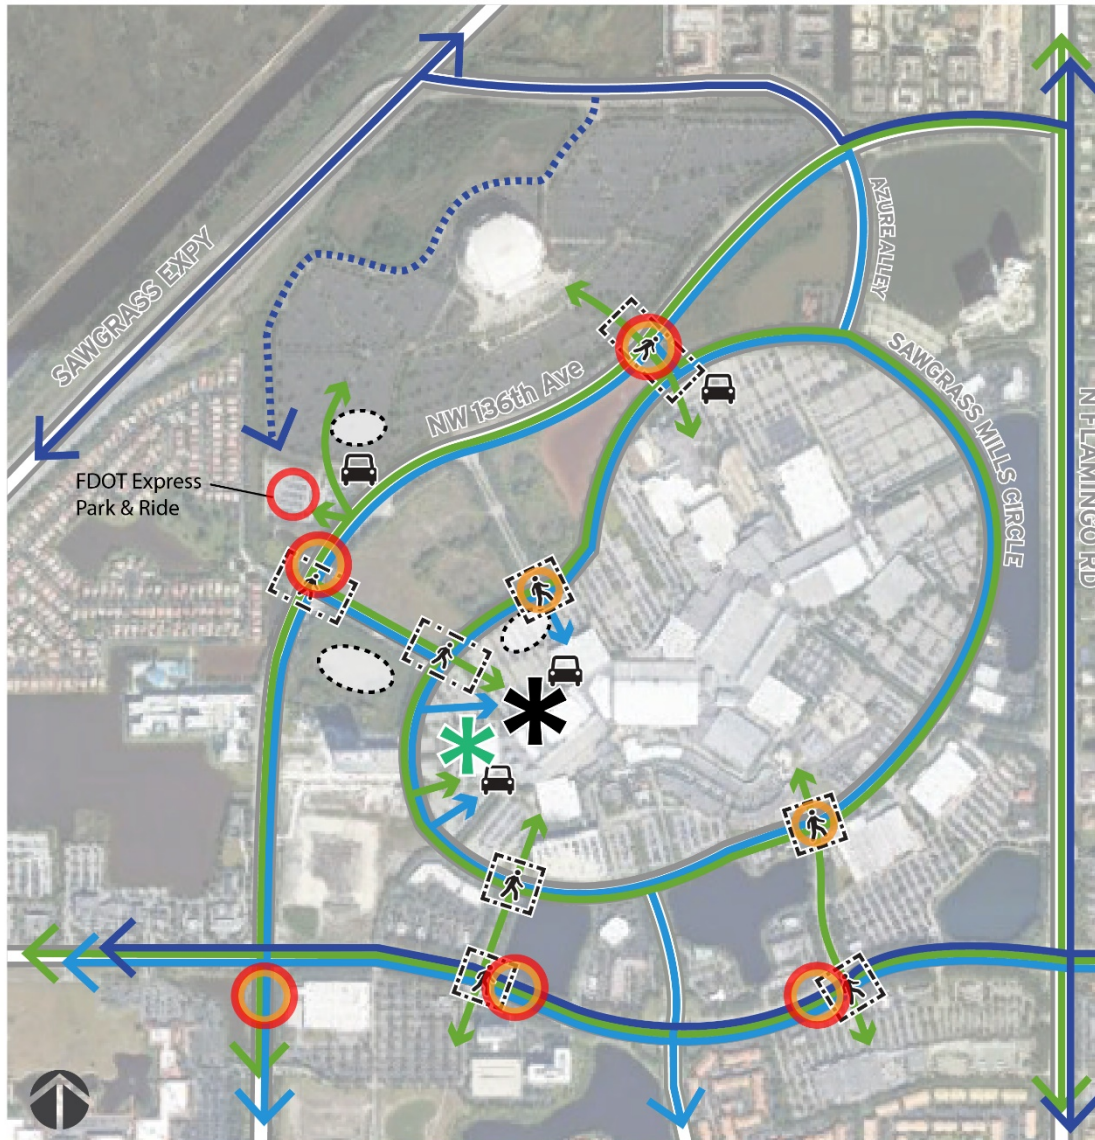 AZURE ALLEY
SAWGRASS EXPY
SAWGRASS MILLS CIRCLE
NW 136th Ave
N FLAMINGO RD
FDOT Express
Park & Ride